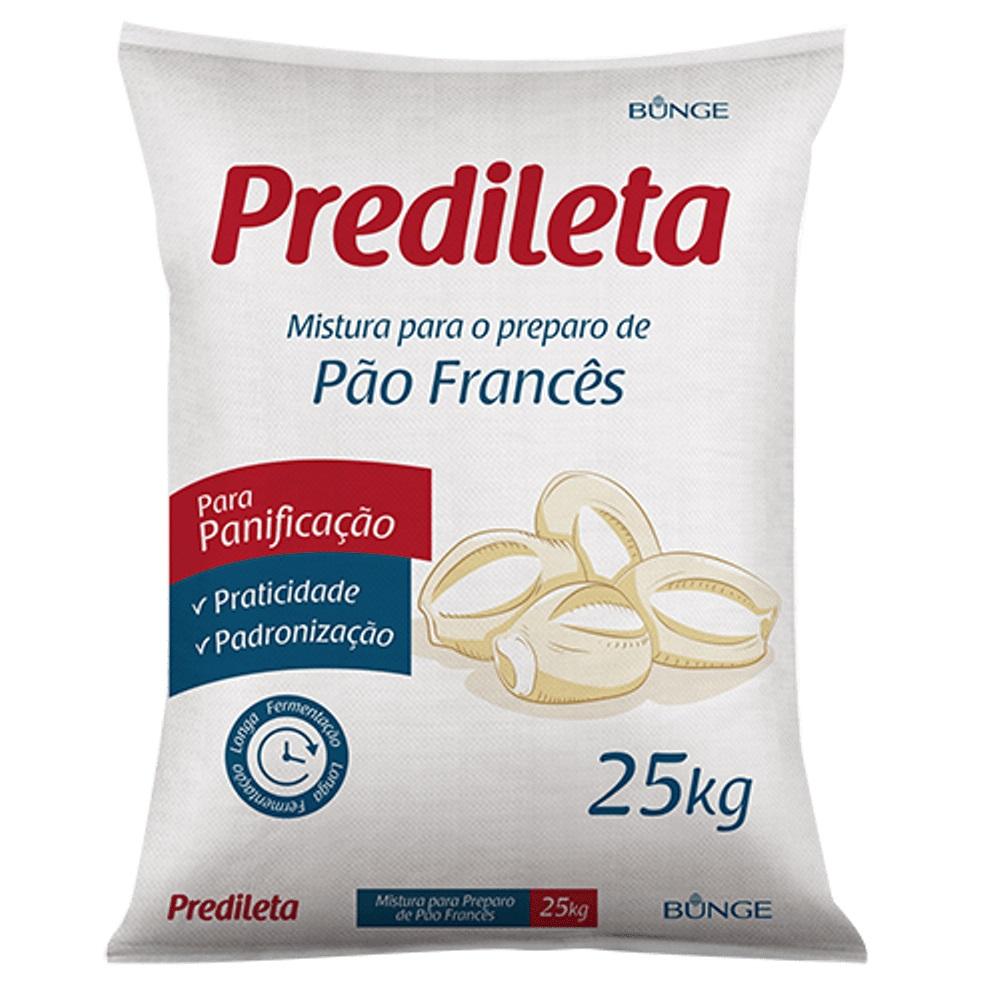 BUNGE
Predileta
Mistura para o preparo de
Pão Francês
Para
Panificação
✓ Praticidade
✓ Padronização
Longa Fermentação
Longa Fermentação
25kg
Predileta
Mistura para Preparo
de Pão Francês
25kg
BUNGE